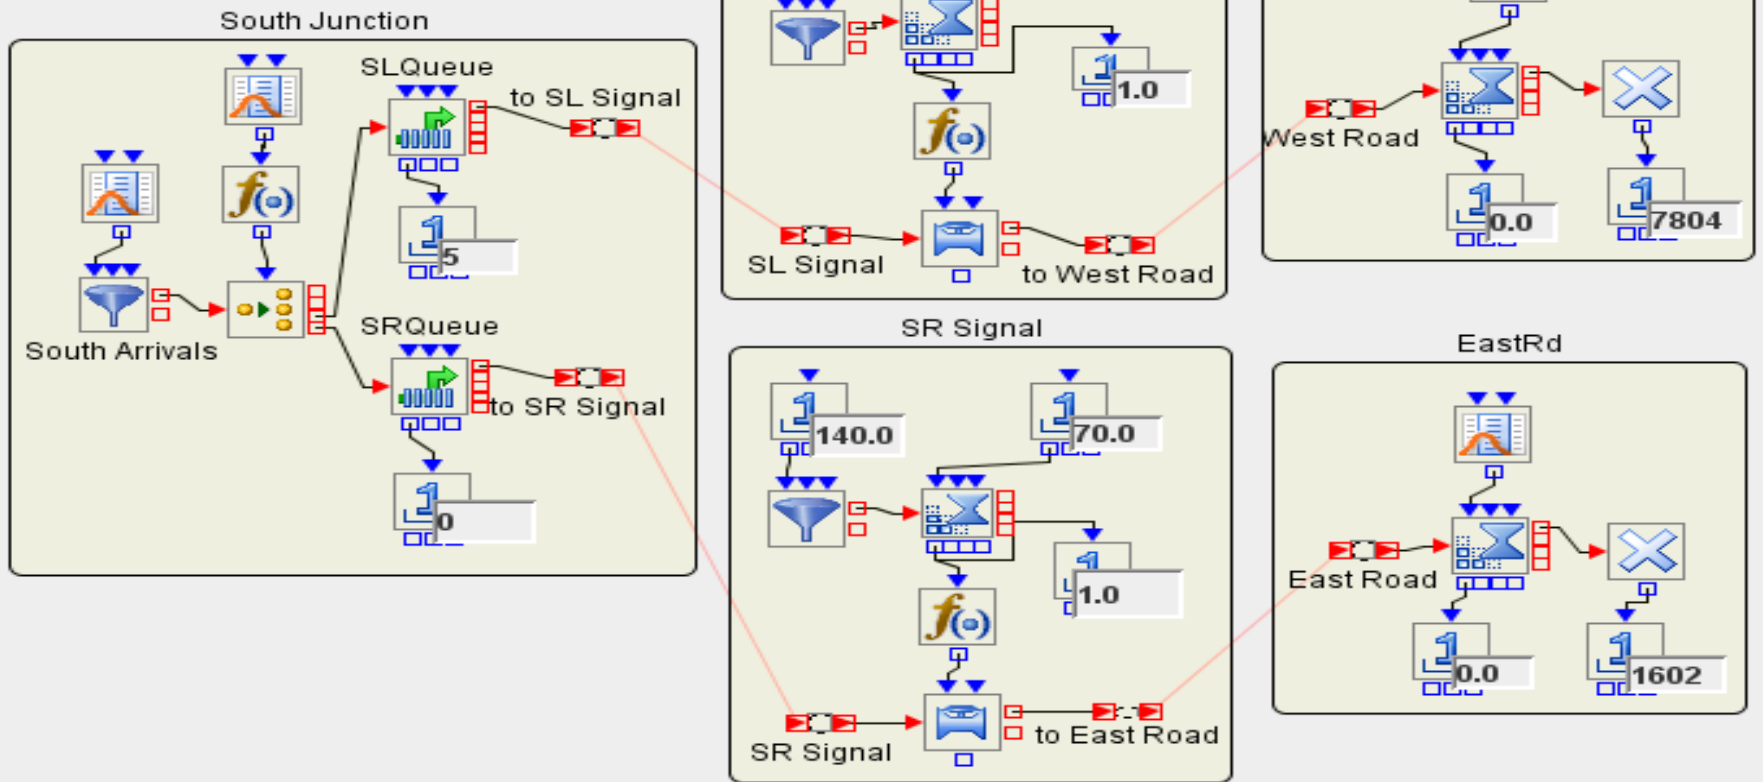 South Junction
SLQueue
to SL Signal
5
South Arrivals
SRQueue
to SR Signal
0
1.0
SL Signal
to West Road
West Road
0.0
7804
SR Signal
140.0
70.0
1.0
SR Signal
to East Road
EastRd
East Road
0.0
1602